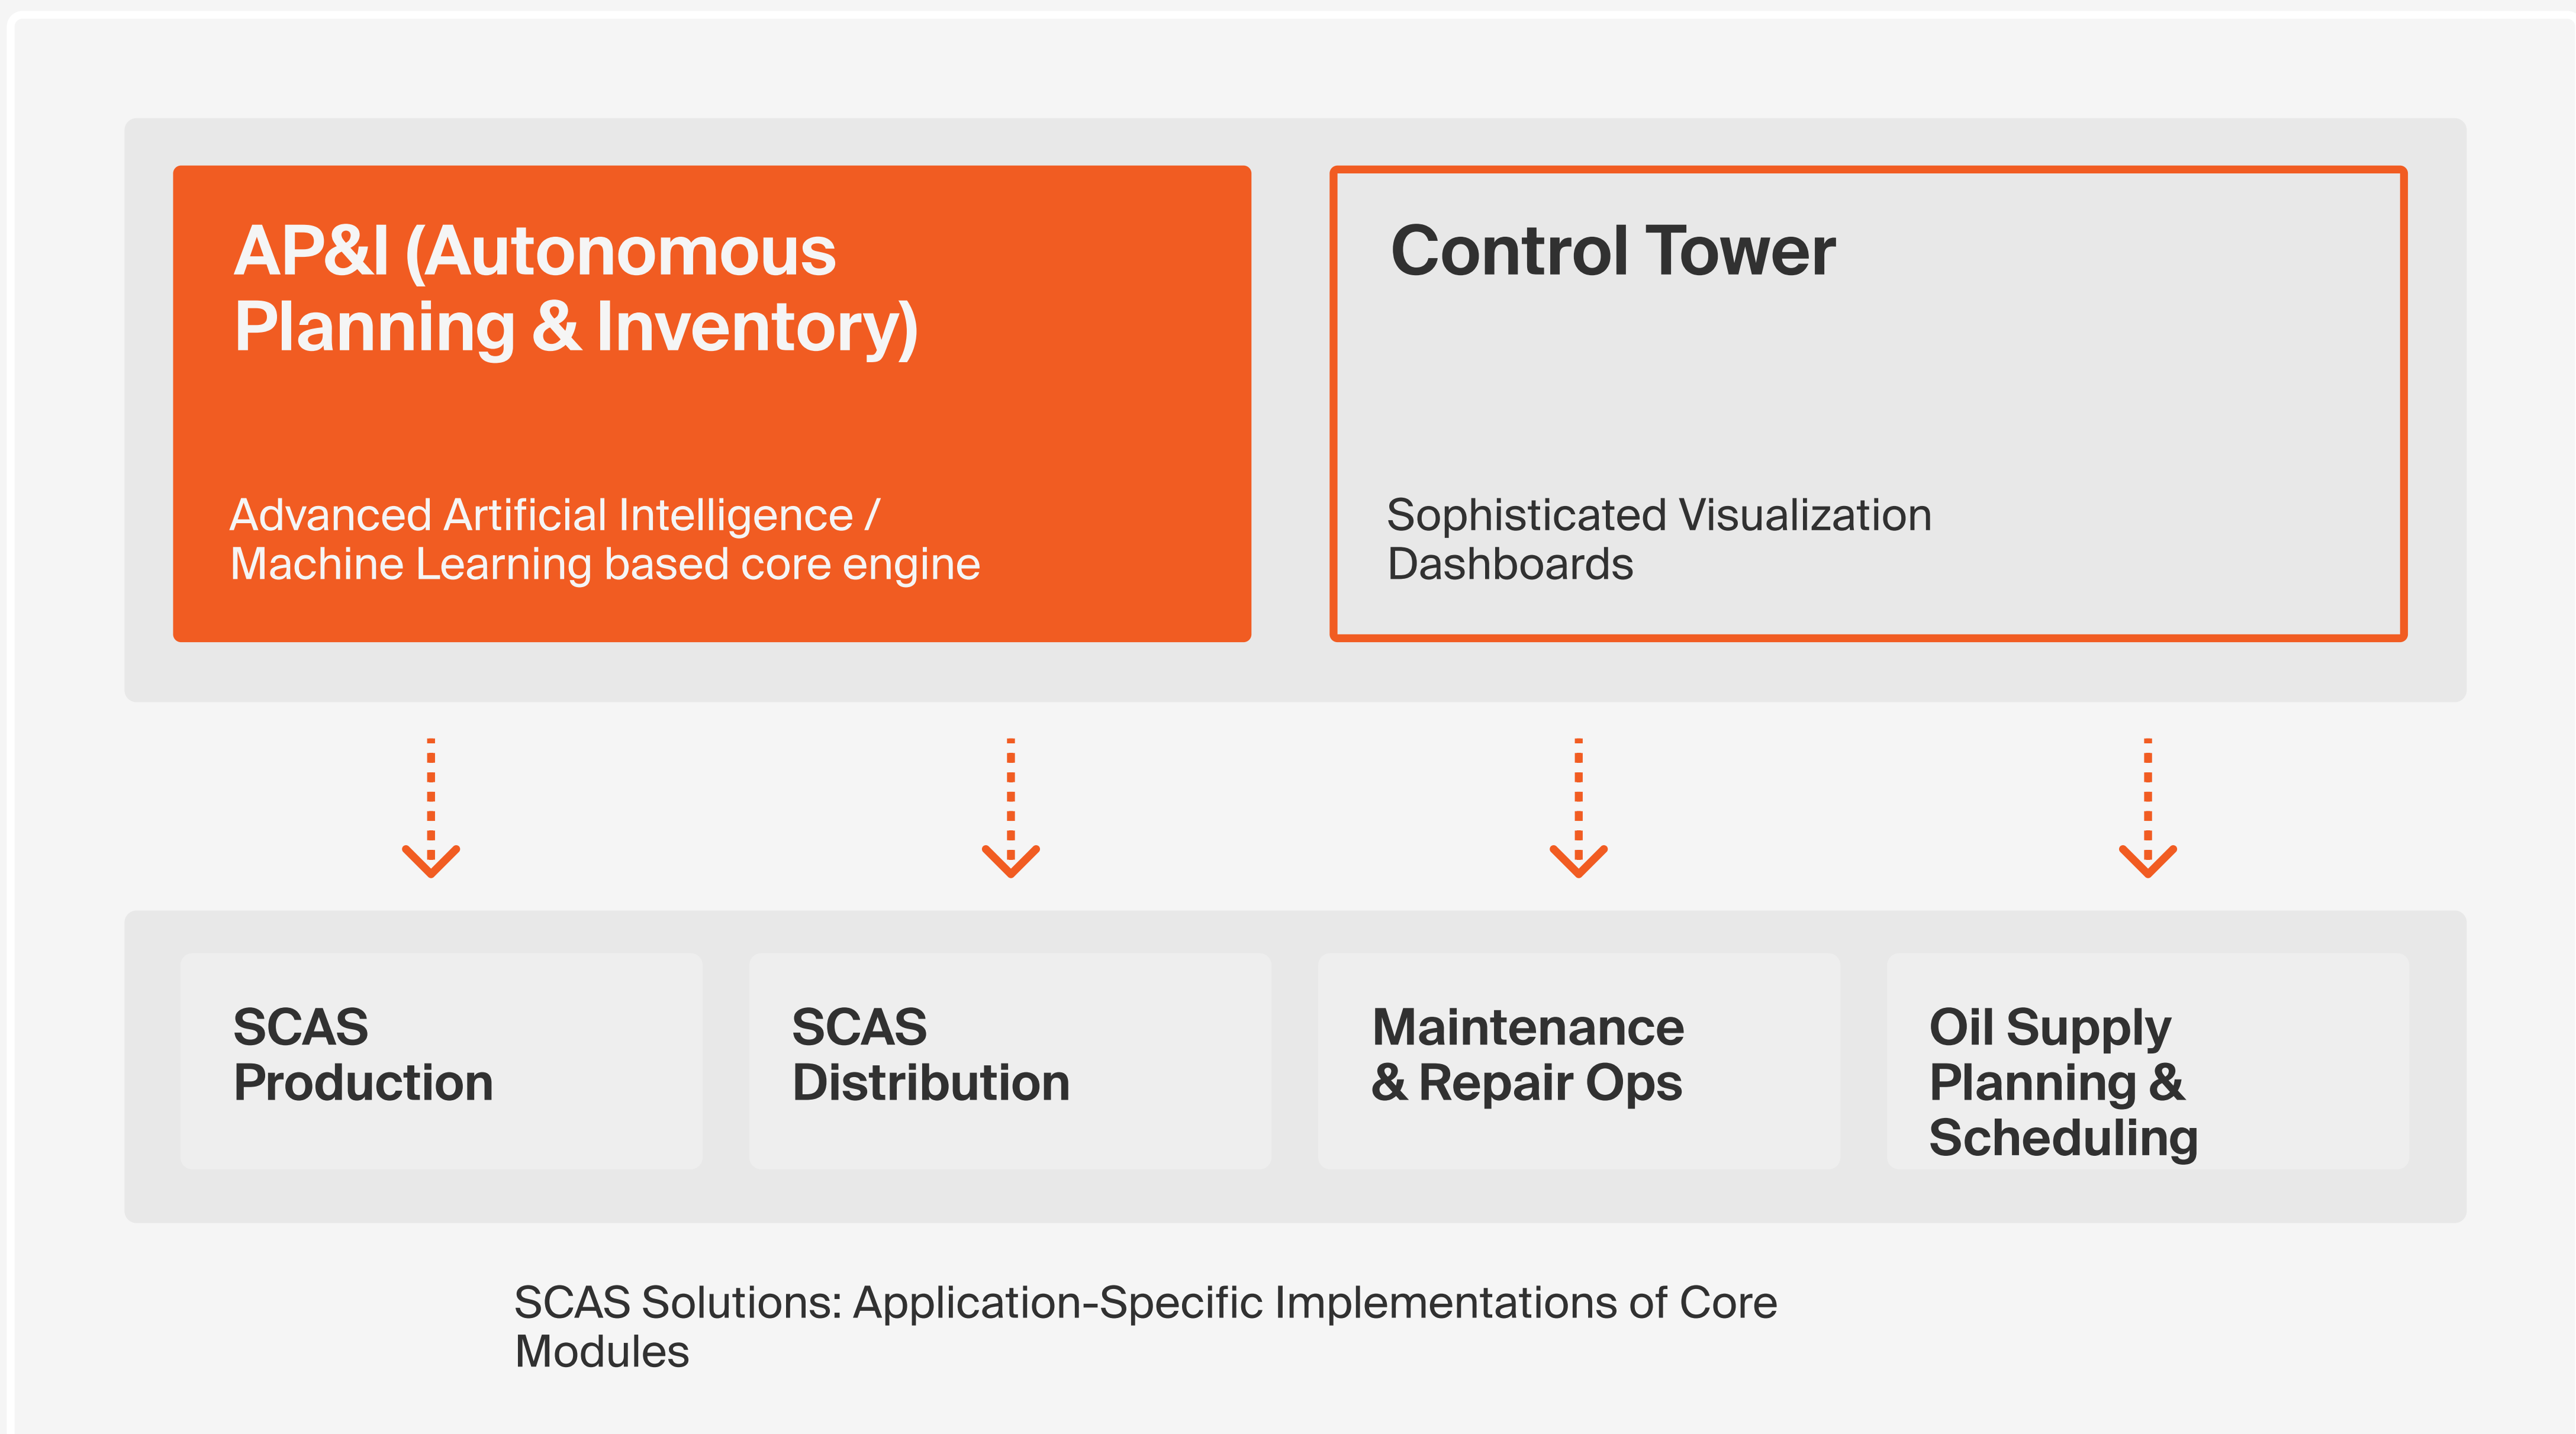 AP&I (Autonomous
Planning & Inventory)
Advanced Artificial Intelligence /
Machine Learning based core engine
Control Tower
Sophisticated Visualization
Dashboards
SCAS
Production
SCAS
Distribution
Maintenance
& Repair Ops
Oil Supply
Planning &
Scheduling
SCAS Solutions: Application-Specific Implementations of Core
Modules